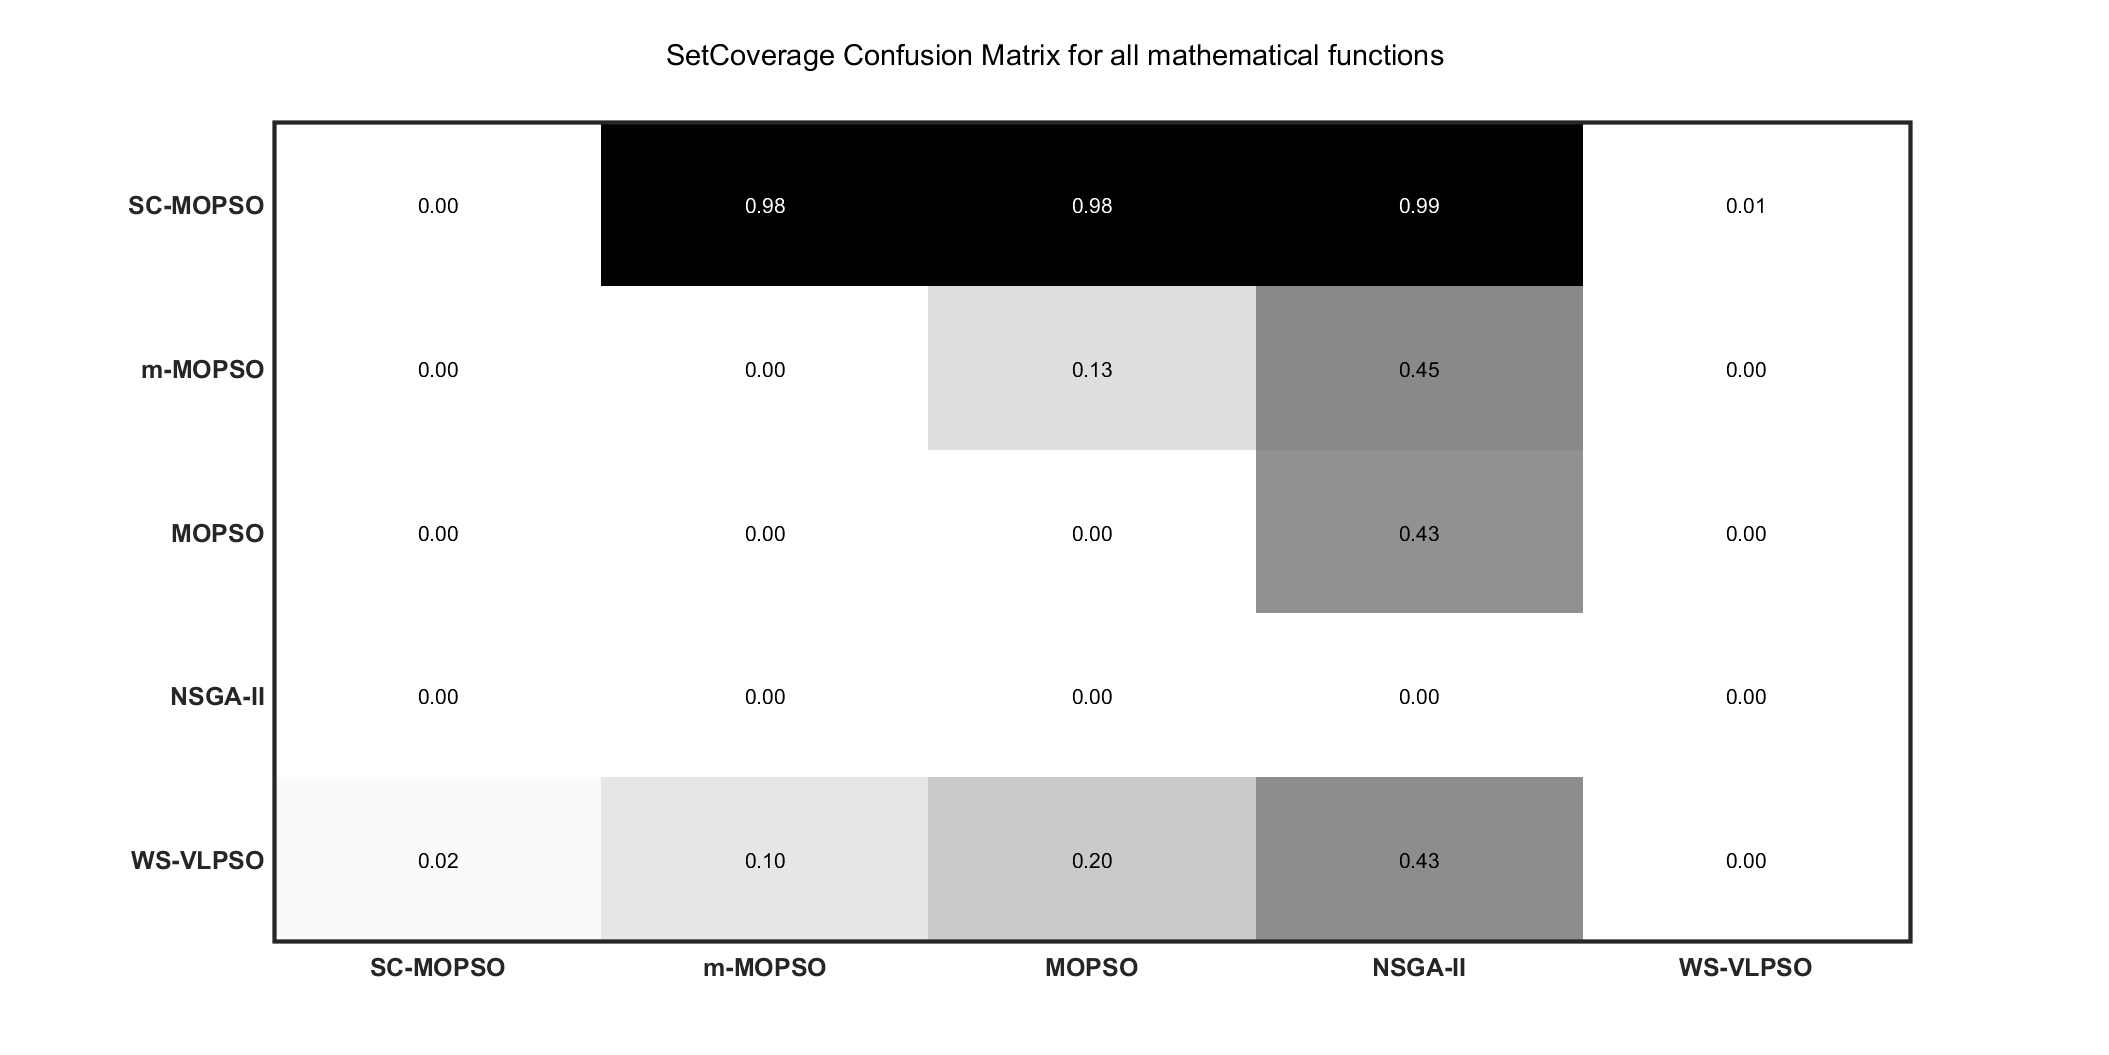 SetCoverage Confusion Matrix for all mathematical functions
SC-MOPSO 0.00 0.98 0.98 0.99 0.01
m-MOPSO 0.00 0.00 0.13 0.45 0.00
MOPSO 0.00 0.00 0.00 0.43 0.00
NSGA-II 0.00 0.00 0.00 0.00 0.00
WS-VLPSO 0.02 0.10 0.20 0.43 0.00
SC-MOPSO m-MOPSO MOPSO NSGA-II WS-VLPSO